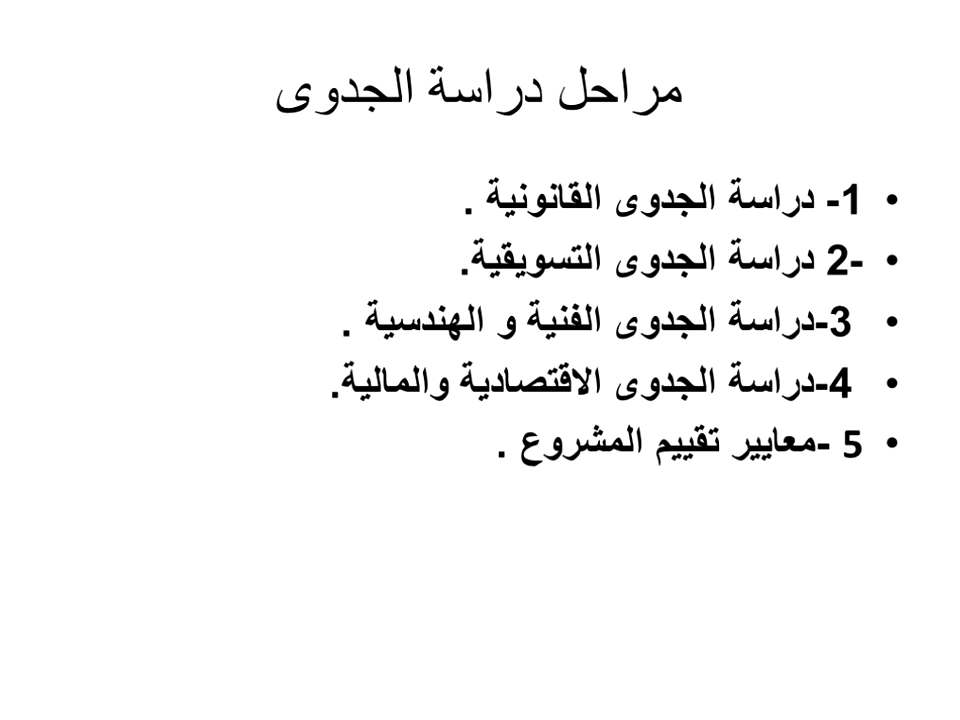 مراحل دراسة الجدوى
• 1- دراسة الجدوى القانونية .
• -2 دراسة الجدوى التسويقية.
• 3-دراسة الجدوى الفنية و الهندسية .
• 4-دراسة الجدوى الاقتصادية والمالية.
• 5 -معايير تقييم المشروع .